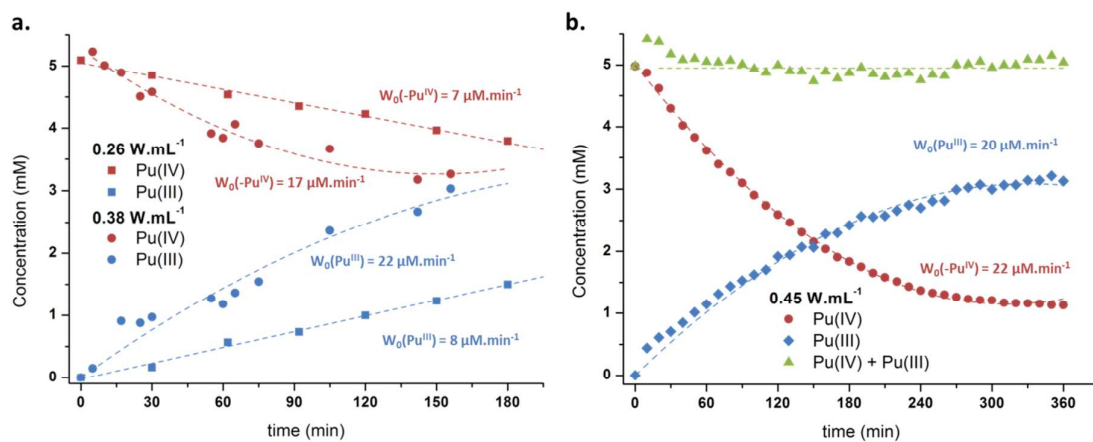 a.
Concentration (mM)
5
4
3
2
1
0
W₀(-Puᴵⱽ) = 7 µM.min⁻¹
0.26 W.mL⁻¹
Pu(IV)
Pu(III)
0.38 W.mL⁻¹
Pu(IV)
Pu(III)
W₀(-Puᴵⱽ) = 17 µM.min⁻¹
W₀(Puᴵᴵᴵ) = 22 µM.min⁻¹
W₀(Puᴵᴵᴵ) = 8 µM.min⁻¹
0 30 60 90 120 150 180
time (min)
b.
Concentration (mM)
5
4
3
2
1
0
W₀(Puᴵᴵᴵ) = 20 µM.min⁻¹
W₀(-Puᴵⱽ) = 22 µM.min⁻¹
0.45 W.mL⁻¹
Pu(IV)
Pu(III)
Pu(IV) + Pu(III)
0 60 120 180 240 300 360
time (min)